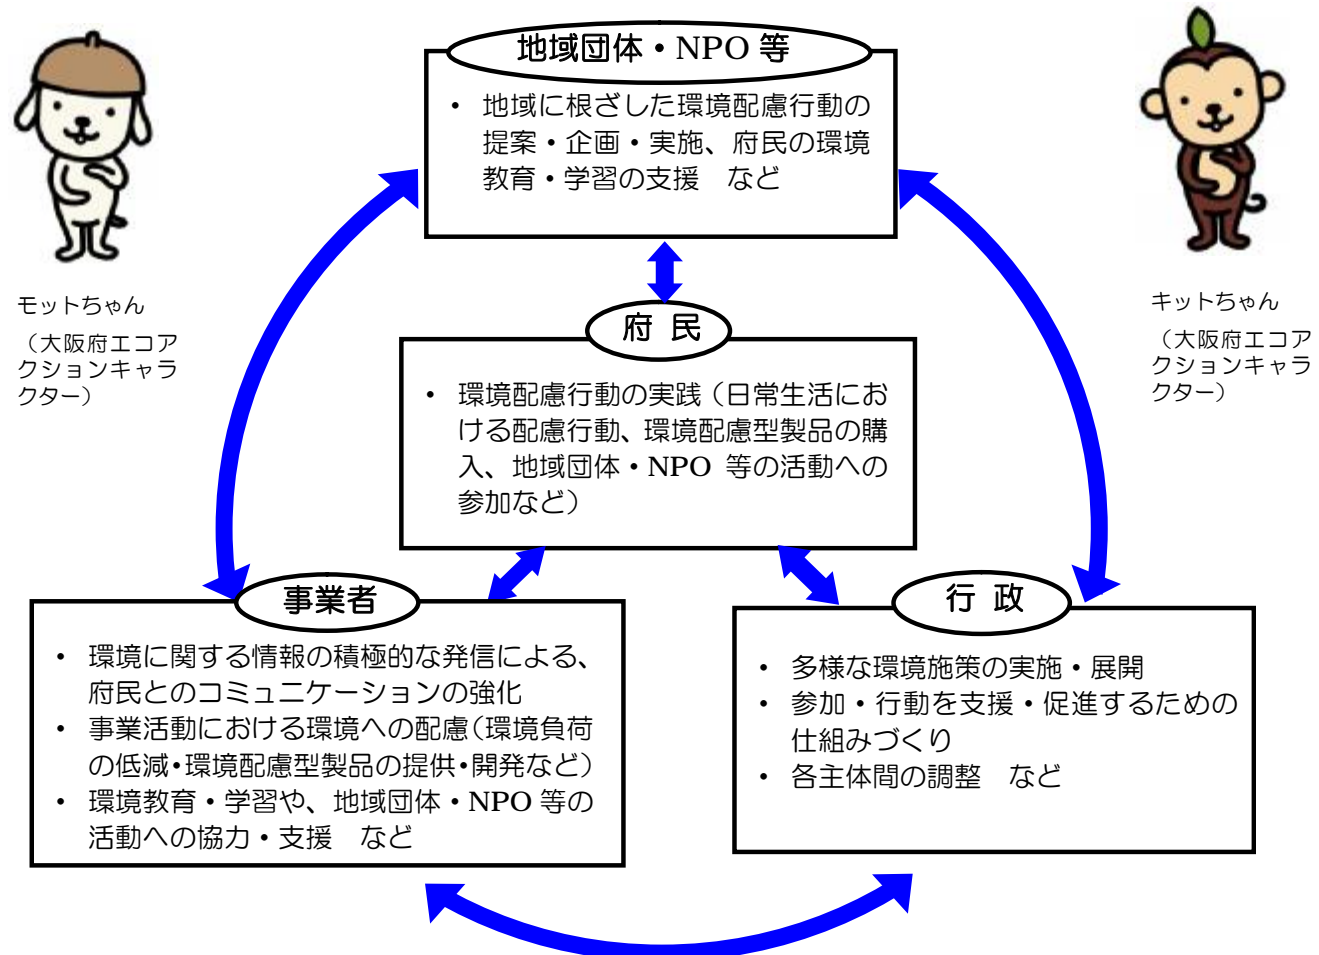 地域団体・NPO 等
・ 地域に根ざした環境配慮行動の
提案・企画・実施、府民の環境
教育・学習の支援　など
モットちゃん
（大阪府エコア
クションキャラ
クター）
キットちゃん
（大阪府エコア
クションキャラ
クター）
府 民
・ 環境配慮行動の実践（日常生活にお
ける配慮行動、環境配慮型製品の購
入、地域団体・NPO 等の活動への
参加など）
事業者
・ 環境に関する情報の積極的な発信による、
府民とのコミュニケーションの強化
・ 事業活動における環境への配慮（環境負荷
の低減・環境配慮型製品の提供・開発など）
・ 環境教育・学習や、地域団体・NPO 等の
活動への協力・支援　など
行 政
・ 多様な環境施策の実施・展開
・ 参加・行動を支援・促進するための
仕組みづくり
・ 各主体間の調整　など